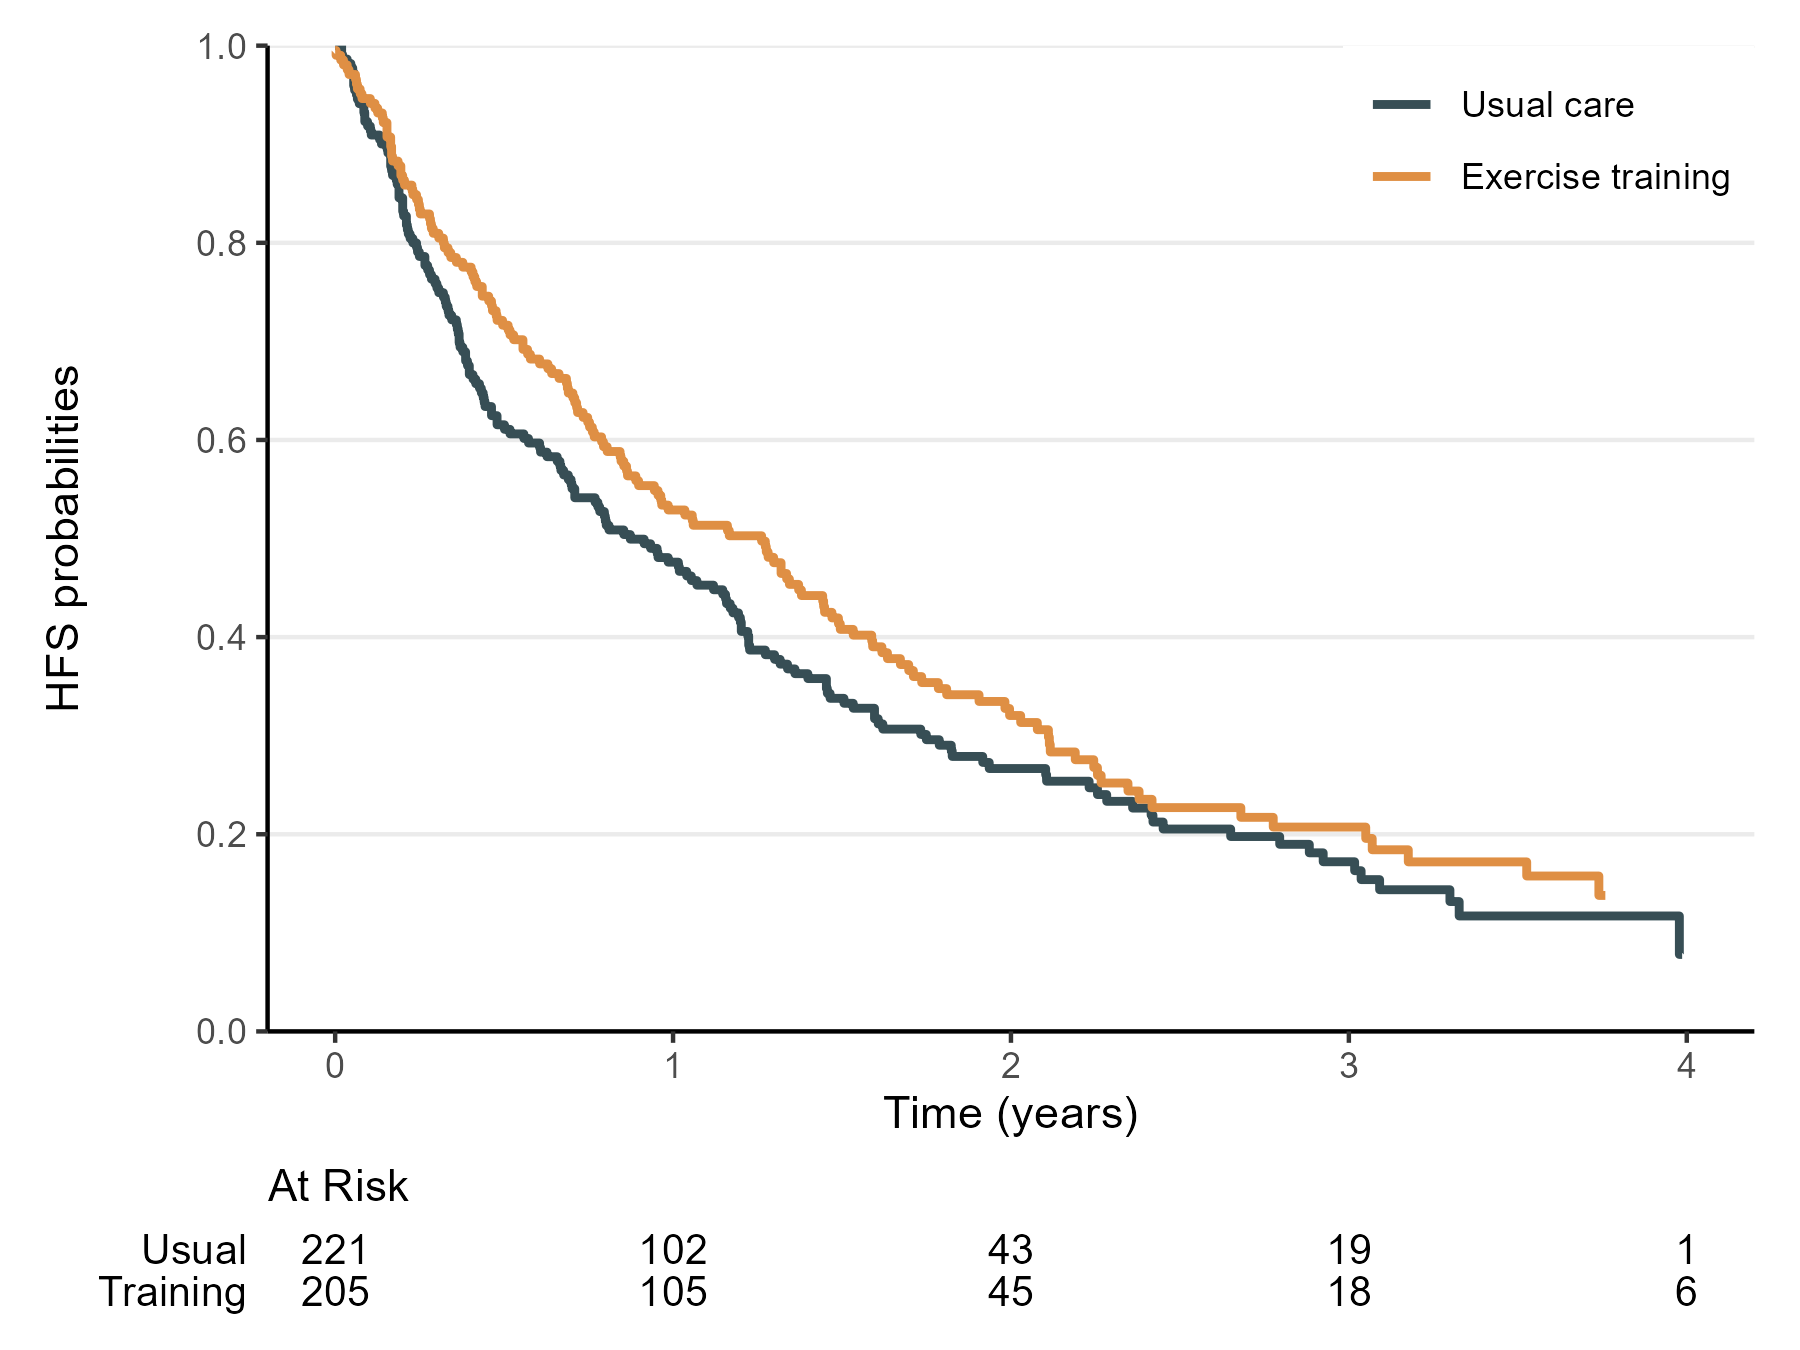 1.0
0.8
0.6
0.4
0.2
0.0
HFS probabilities
Usual care
Exercise training
0 1 2 3 4
Time (years)
At Risk
Usual 221 102 43 19 1
Training 205 105 45 18 6